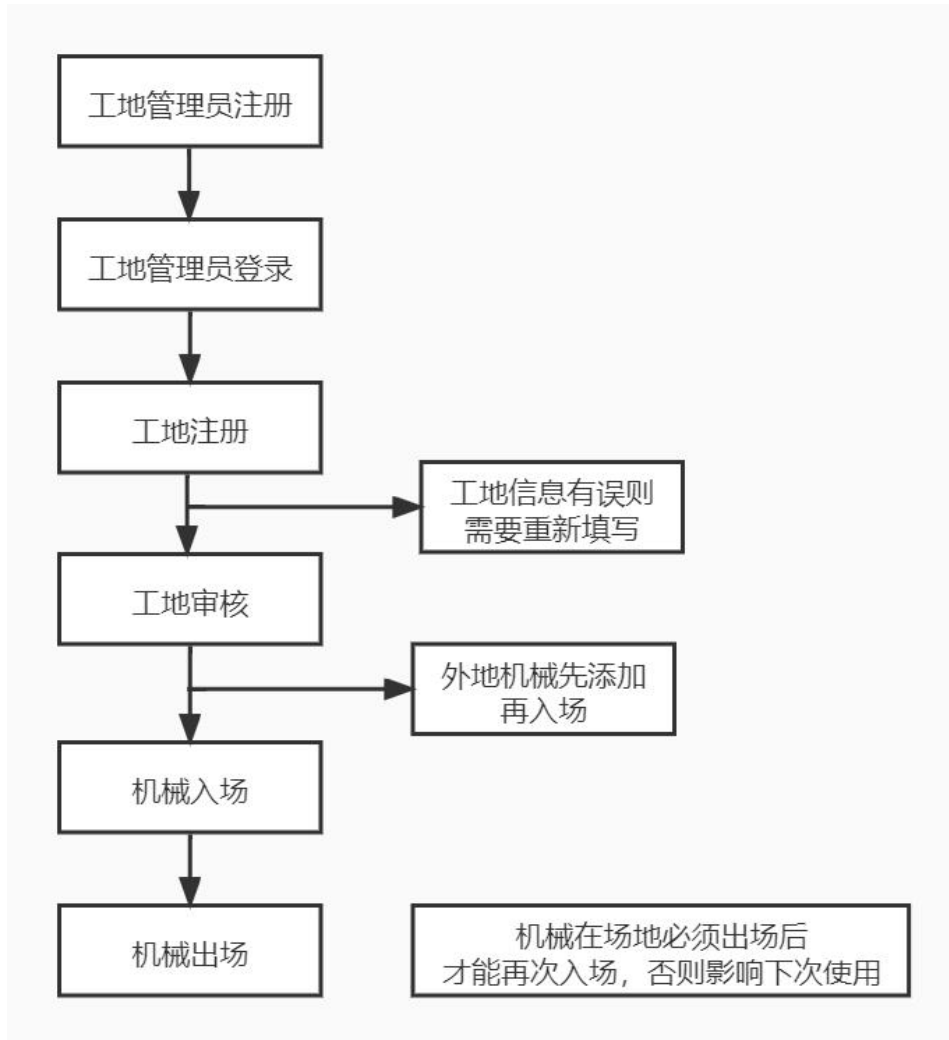 工地管理员注册
工地管理员登录
工地注册
工地信息有误则
需要重新填写
工地审核
外地机械先添加
再入场
机械入场
机械出场
机械在场地必须出场后
才能再次入场，否则影响下次使用